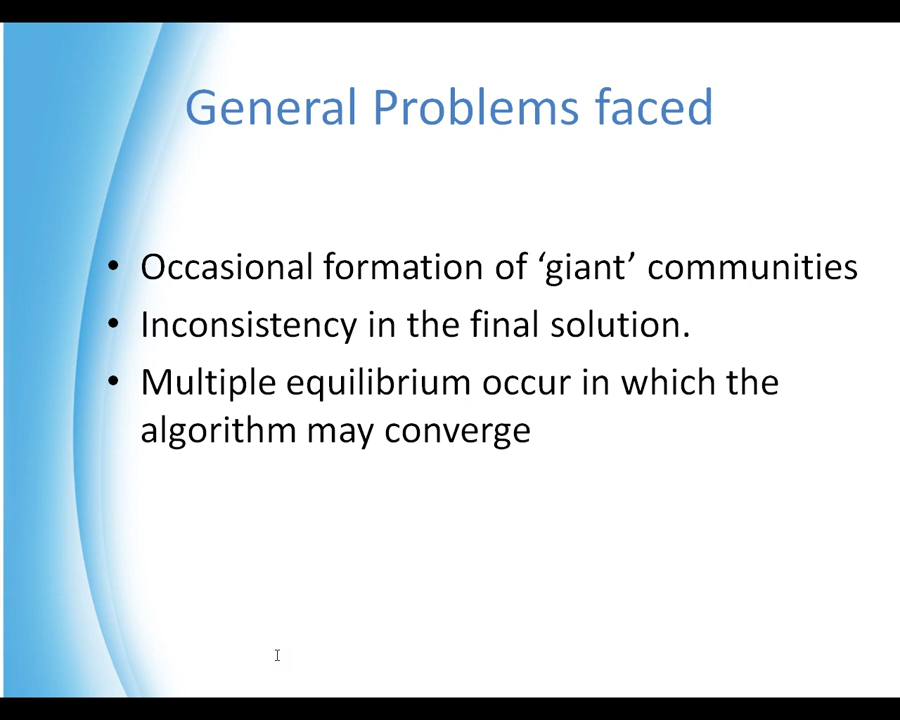 General Problems faced
• Occasional formation of ‘giant’ communities
• Inconsistency in the final solution.
• Multiple equilibrium occur in which the
algorithm may converge